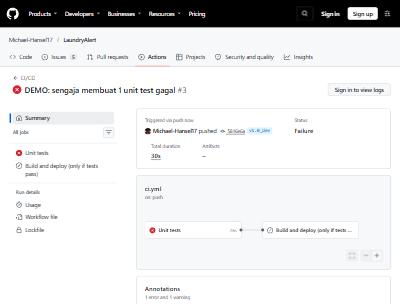 Products
Developers
Businesses
Resources
Pricing
Sign in
Sign up
Michael-Hansel17 / LaundryAlert
Code
Issues 5
Pull requests
Actions
Projects
Security and quality
Insights
← CI/CD
DEMO: sengaja membuat 1 unit test gagal #3
Sign in to view logs
Summary
All jobs
Unit tests
Build and deploy (only if tests pass)
Run details
Usage
Workflow file
Lockfile
Triggered via push now
Michael-Hansel17 pushed
Status
Failure
Total duration
30s
Artifacts
–
ci.yml
on: push
Unit tests
Build and deploy (only if tests ...
Annotations
1 error and 1 warning